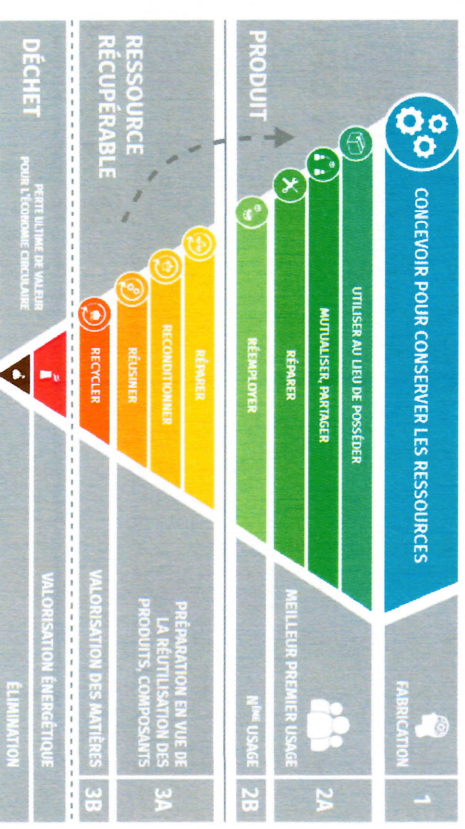 CONCEVOIR POUR CONSERVER LES RESSOURCES
FABRICATION
1
PRODUIT
UTILISER AU LIEU DE POSSÉDER
MUTUALISER, PARTAGER
RÉPARER
MEILLEUR PREMIER USAGE
2A
RÉEMPLOYER
NIÈME USAGE
2B
RESSOURCE
RÉCUPÉRABLE
RÉPARER
RECONDITIONNER
RÉUSINER
PRÉPARATION EN VUE DE
LA RÉUTILISATION DES
PRODUITS, COMPOSANTS
3A
RECYCLER
VALORISATION DES MATIÈRES
3B
DÉCHET
PERTE ULTIME DE VALEUR
POUR L'ÉCONOMIE CIRCULAIRE
VALORISATION ÉNERGÉTIQUE
ÉLIMINATION